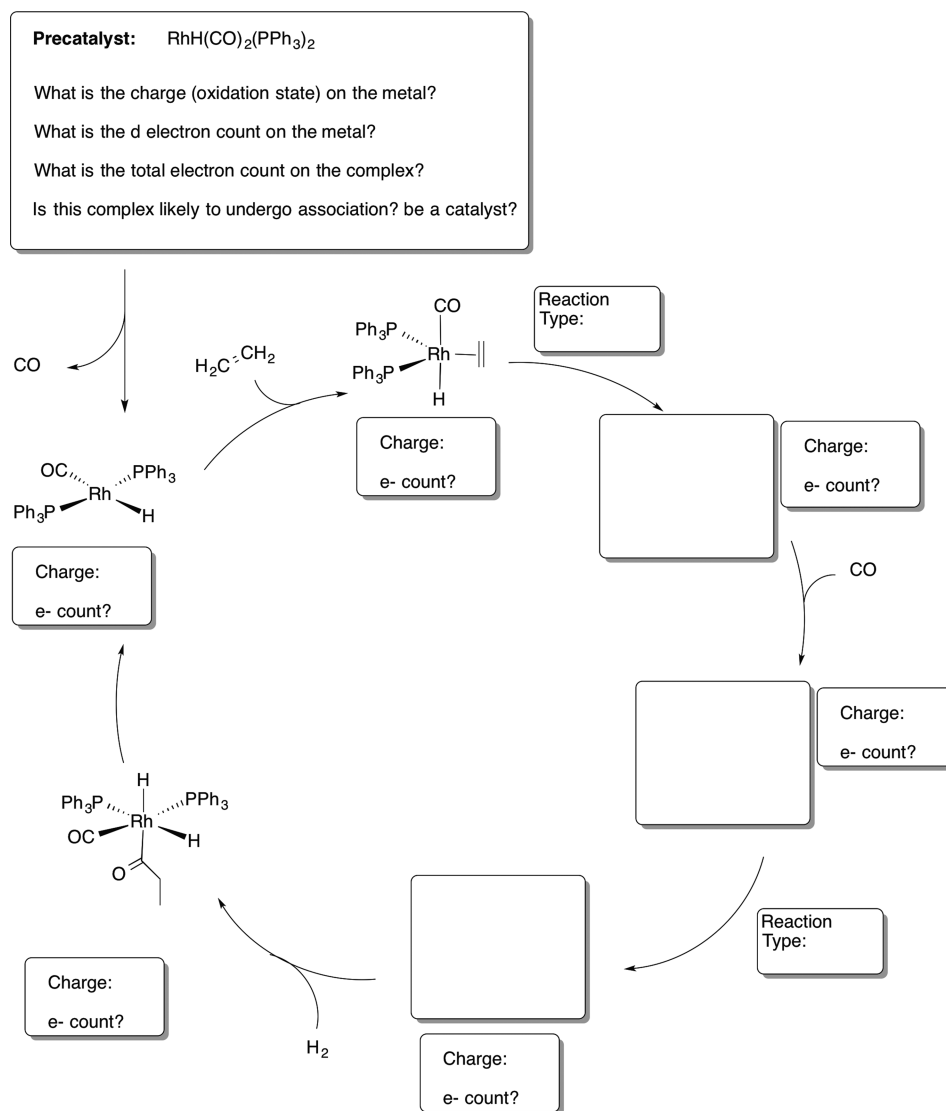 Precatalyst: RhH(CO)2(PPh3)2
What is the charge (oxidation state) on the metal?
What is the d electron count on the metal?
What is the total electron count on the complex?
Is this complex likely to undergo association? be a catalyst?
CO
H2C=CH2
CO
Ph3P
Rh
Ph3P
H
Reaction
Type:
Charge:
e- count?
Charge:
e- count?
OC
PPh3
Rh
Ph3P
H
Charge:
e- count?
CO
Charge:
e- count?
H
Ph3P
PPh3
Rh
OC
H
O
Reaction
Type:
Charge:
e- count?
H2
Charge:
e- count?